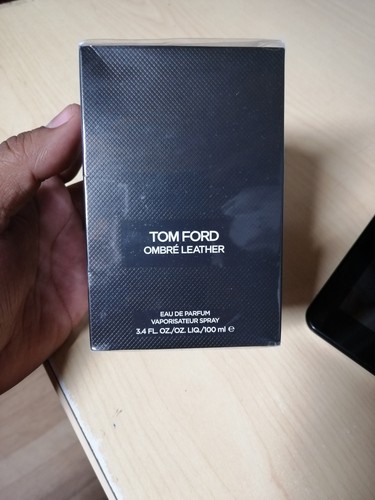 TOM FORD
OMBRÉ LEATHER
EAU DE PARFUM
VAPORISATEUR SPRAY
3.4 FL. OZ./OZ. LIQ./100 ml ℮